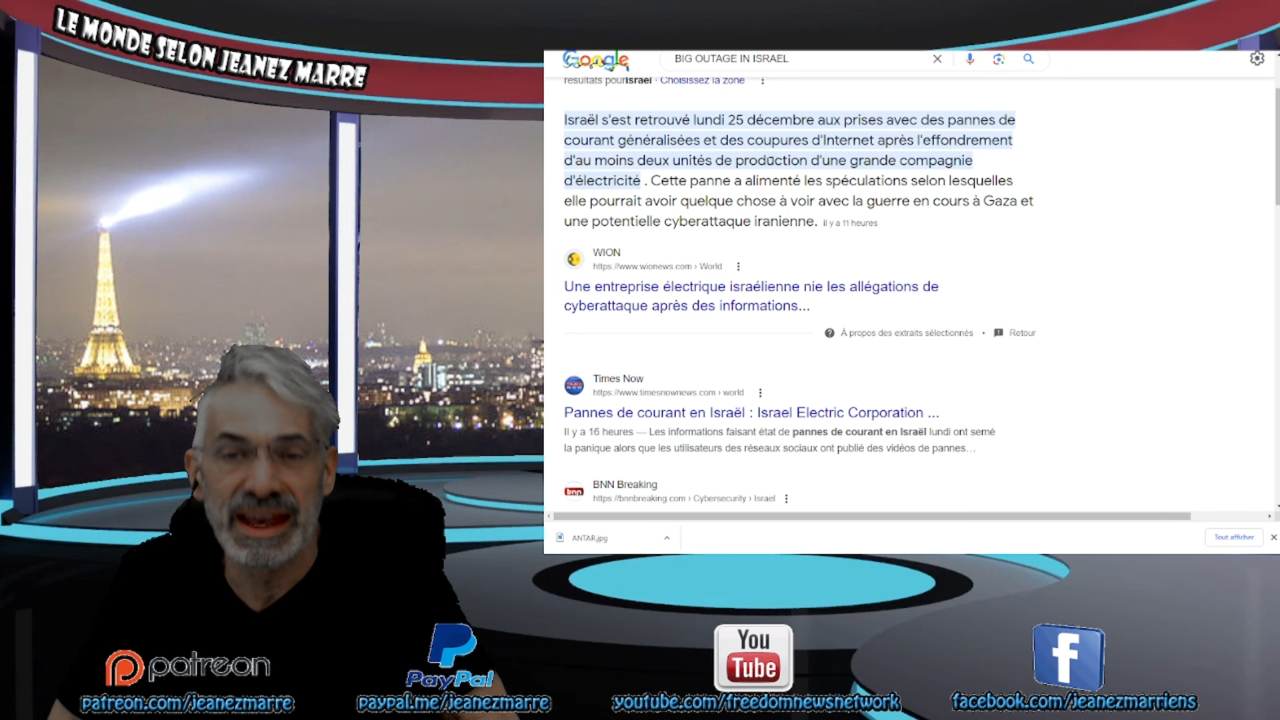 LE MONDE SELON JEANEZ MARRE
Google
BIG OUTAGE IN ISRAEL
résultats pourIsrael · Choisissez la zone
Israël s'est retrouvé lundi 25 décembre aux prises avec des pannes de
courant généralisées et des coupures d'Internet après l'effondrement
d'au moins deux unités de production d'une grande compagnie
d'électricité . Cette panne a alimenté les spéculations selon lesquelles
elle pourrait avoir quelque chose à voir avec la guerre en cours à Gaza et
une potentielle cyberattaque iranienne. il y a 11 heures
WION
https://www.wionews.com › World
Une entreprise électrique israélienne nie les allégations de
cyberattaque après des informations...
À propos des extraits sélectionnés · Retour
Times Now
https://www.timesnownews.com › world
Pannes de courant en Israël : Israel Electric Corporation ...
Il y a 16 heures — Les informations faisant état de pannes de courant en Israël lundi ont semé
la panique alors que les utilisateurs des réseaux sociaux ont publié des vidéos de pannes...
bnn
BNN Breaking
https://bnnbreaking.com › Cybersecurity › Israel
ANTAR.jpg
Tout afficher
patreon
PayPal
You
Tube
f
patreon.com/jeanezmarre
paypal.me/jeanezmarre
youtube.com/freedomnewsnetwork
facebook.com/jeanezmarriens